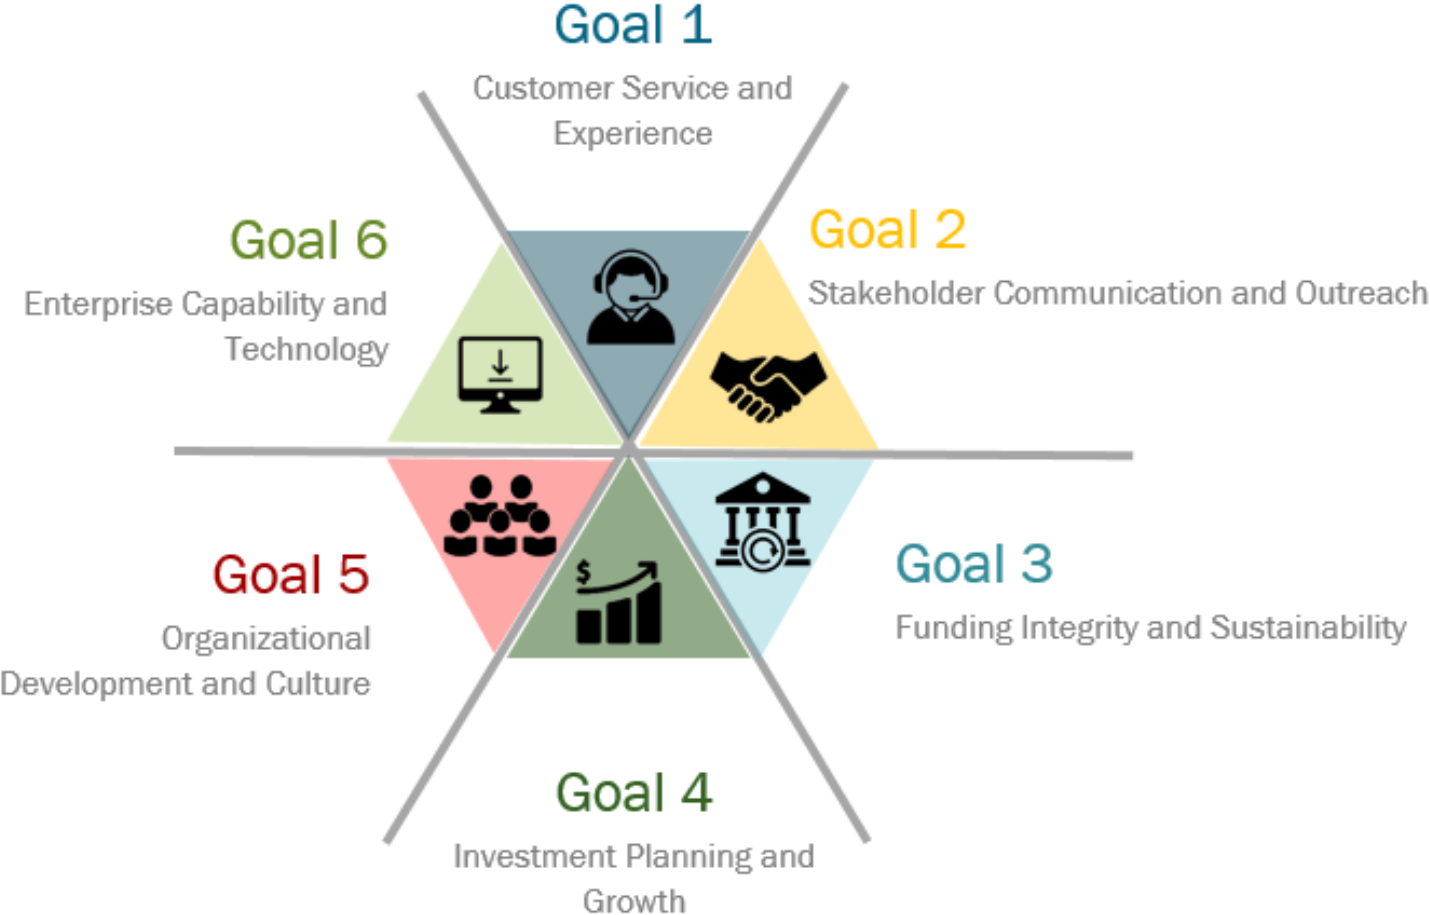 Goal 1
Customer Service and
Experience
Goal 2
Stakeholder Communication and Outreach
Goal 3
Funding Integrity and Sustainability
Goal 4
Investment Planning and
Growth
Goal 5
Organizational
Development and Culture
Goal 6
Enterprise Capability and
Technology
$